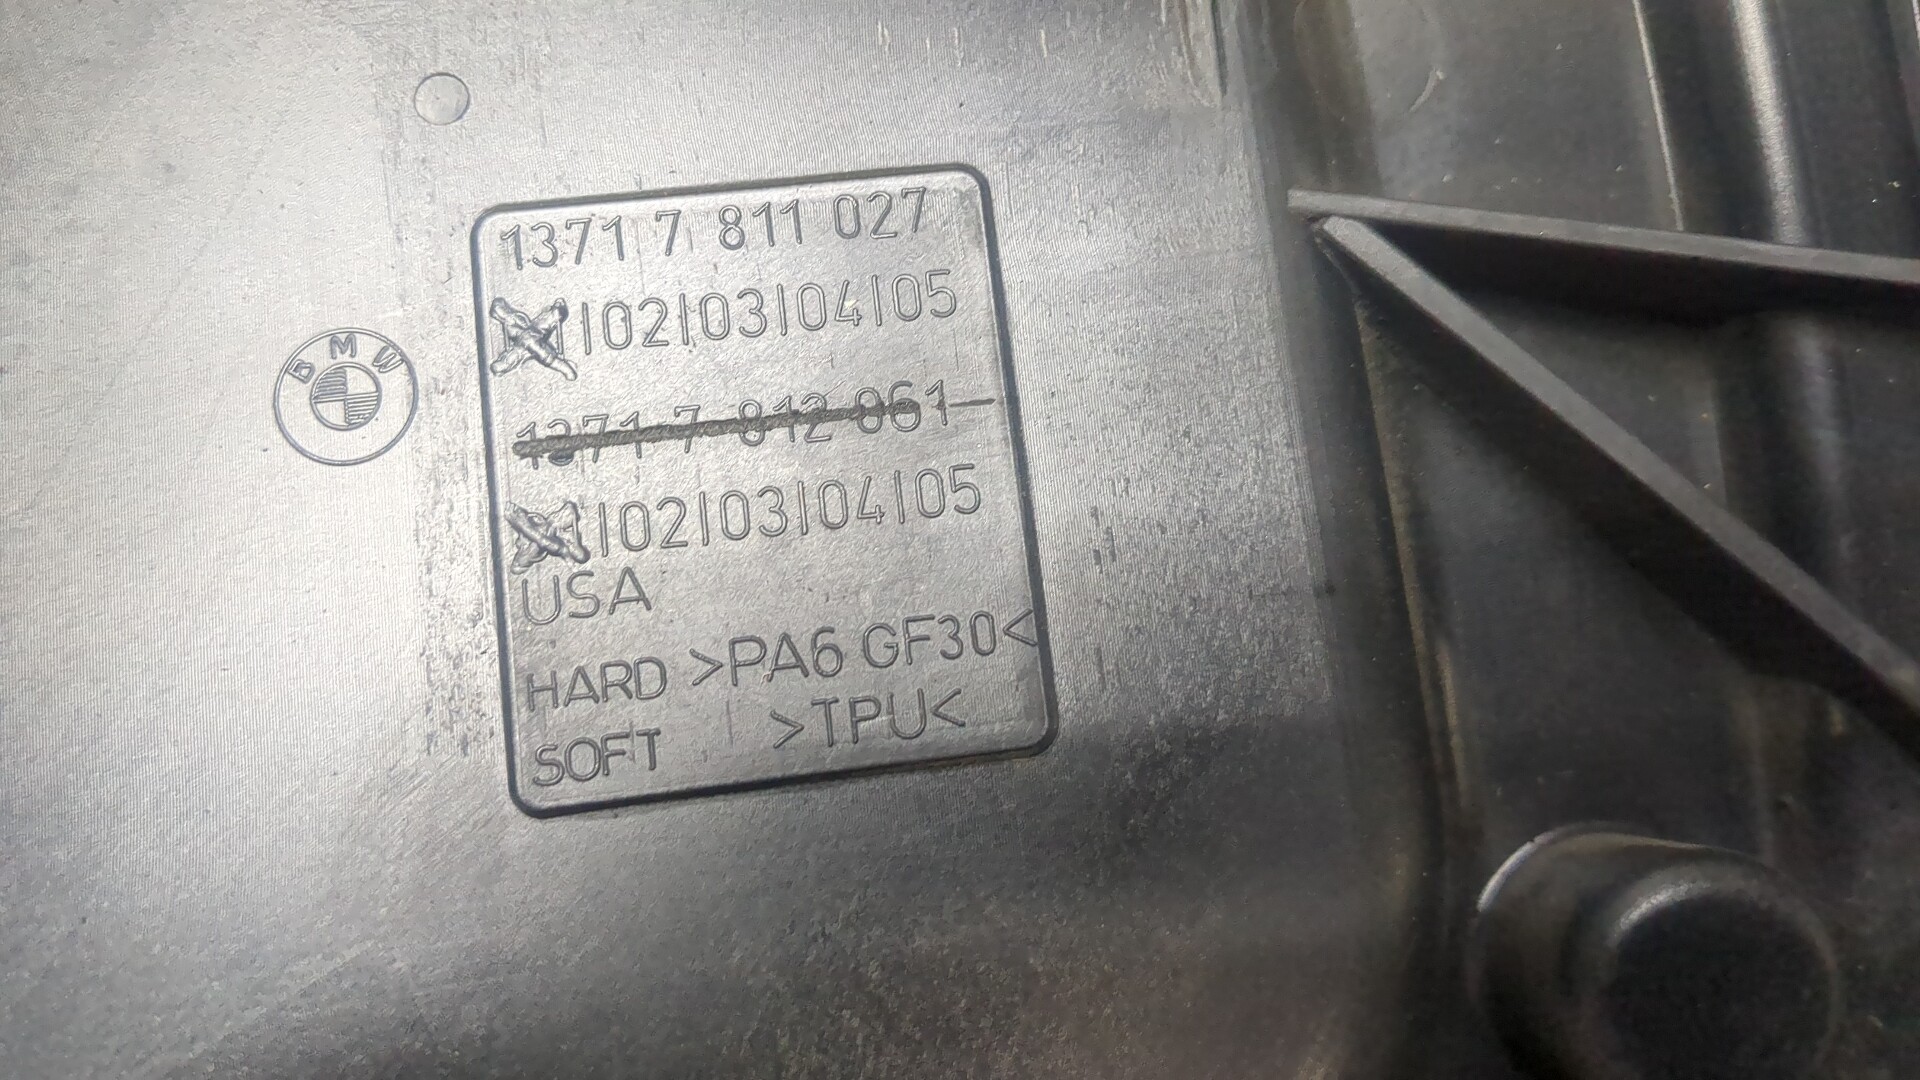 1371 7 811 027
|02|03|04|05
BMW
1371 7 812 061
01|02|03|04|05
USA
HARD >PA6 GF30<
SOFT >TPU<